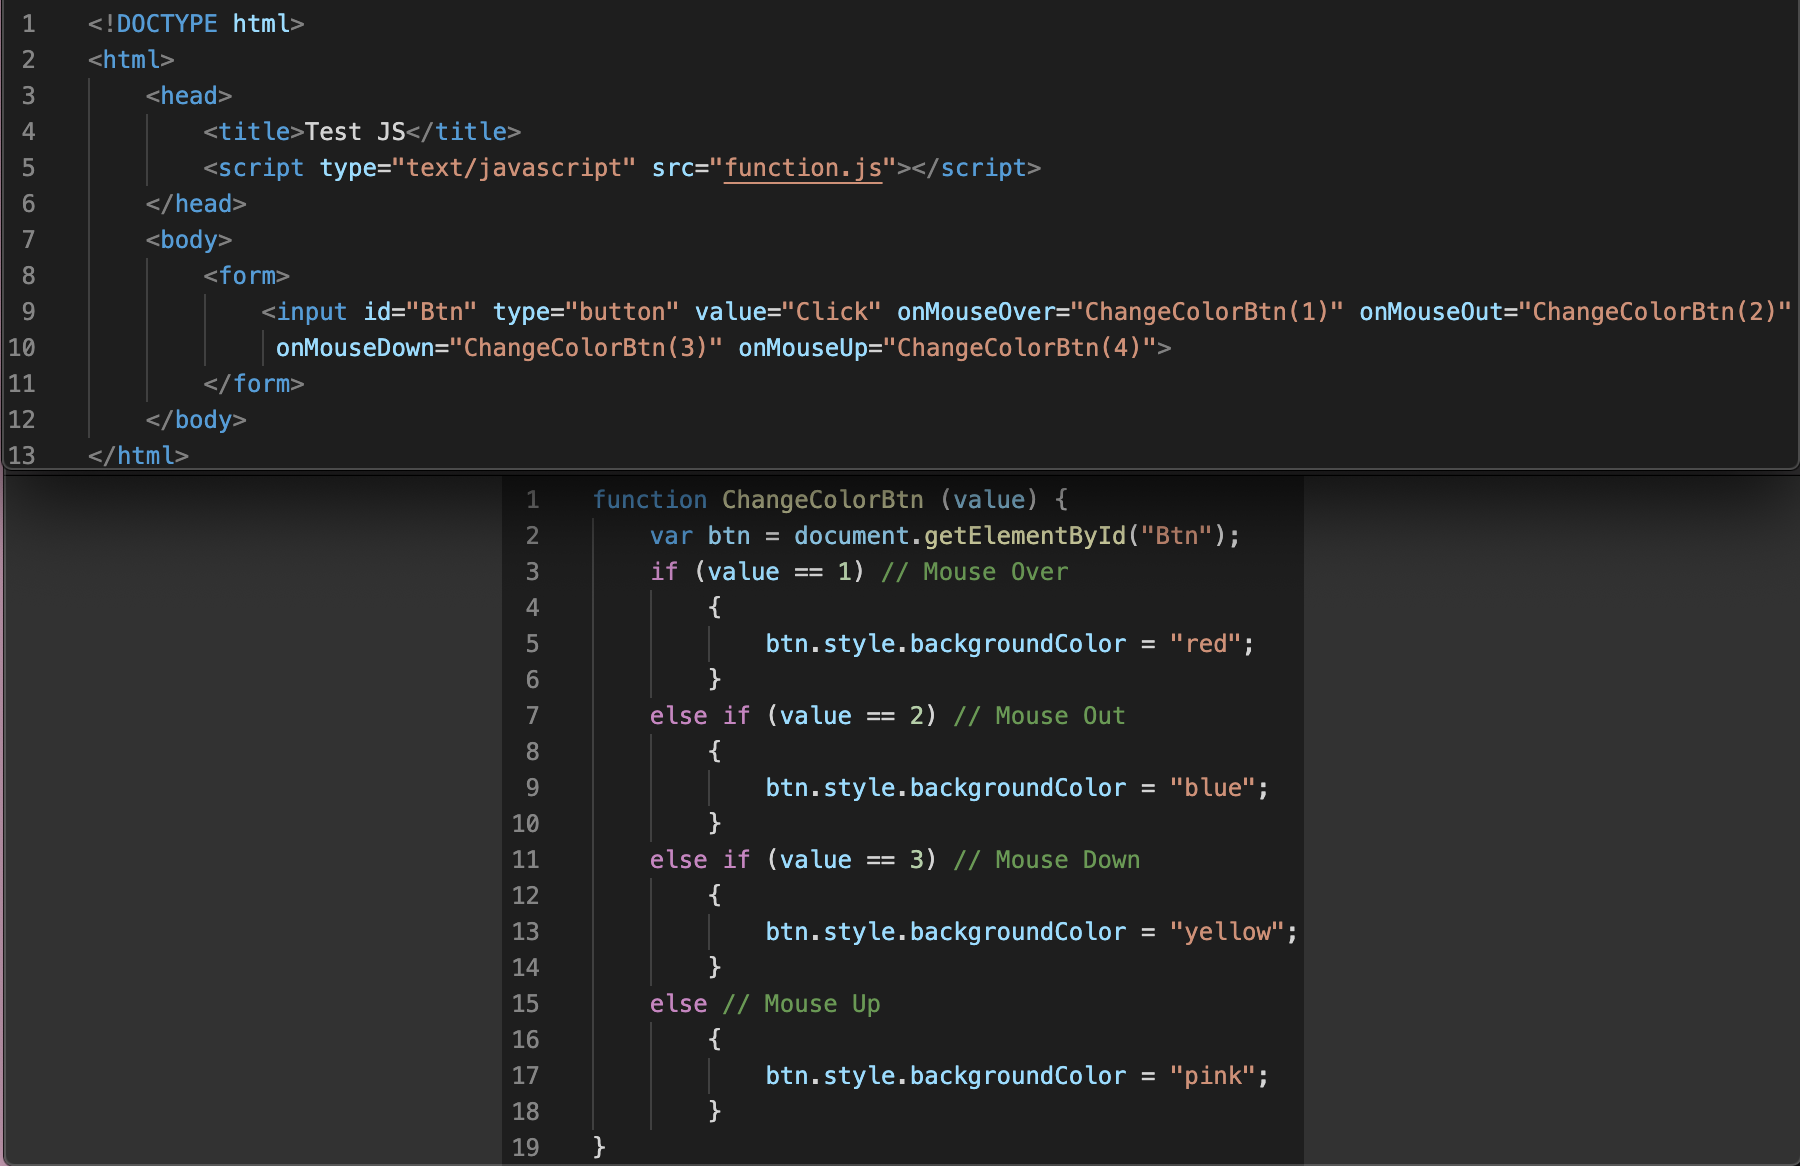 1 <!DOCTYPE html>
2 <html>
3 <head>
4 <title>Test JS</title>
5 <script type="text/javascript" src="function.js"></script>
6 </head>
7 <body>
8 <form>
9 <input id="Btn" type="button" value="Click" onMouseOver="ChangeColorBtn(1)" onMouseOut="ChangeColorBtn(2)"
10 onMouseDown="ChangeColorBtn(3)" onMouseUp="ChangeColorBtn(4)">
11 </form>
12 </body>
13 </html>
1 function ChangeColorBtn (value) {
2 var btn = document.getElementById("Btn");
3 if (value == 1) // Mouse Over
4 {
5 btn.style.backgroundColor = "red";
6 }
7 else if (value == 2) // Mouse Out
8 {
9 btn.style.backgroundColor = "blue";
10 }
11 else if (value == 3) // Mouse Down
12 {
13 btn.style.backgroundColor = "yellow";
14 }
15 else // Mouse Up
16 {
17 btn.style.backgroundColor = "pink";
18 }
19 }